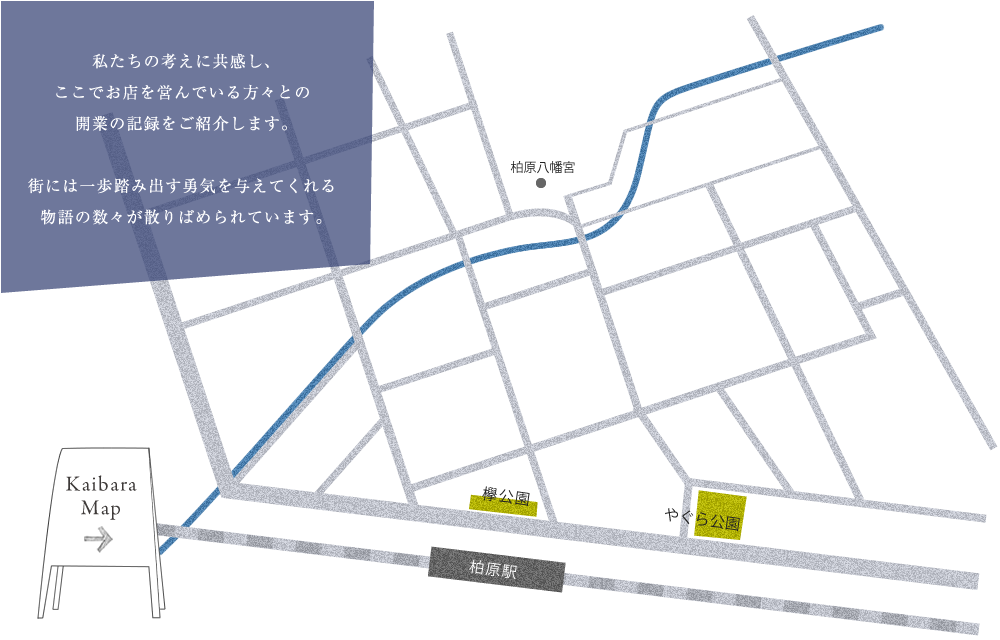 私たちの考えに共感し、
ここでお店を営んでいる方々との
開業の記録をご紹介します。
街には一歩踏み出す勇気を与えてくれる
物語の数々が散りばめられています。
柏原八幡宮
Kaibara
Map
欅公園
やぐら公園
柏原駅